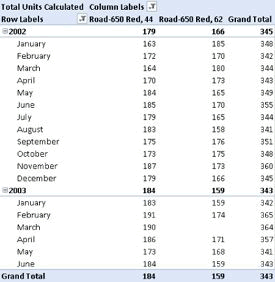 Total Units Calculated Column Labels
Row Labels Road-650 Red, 44 Road-650 Red, 62 Grand Total
2002 179 166 345
January 163 185 348
February 172 170 342
March 164 180 344
April 170 173 343
May 184 165 349
June 185 170 355
July 179 165 344
August 183 158 341
September 175 176 351
October 173 175 348
November 187 173 360
December 179 166 345
2003 184 159 343
January 183 159 342
February 191 174 365
March 190 364
April 186 171 357
May 173 168 341
June 184 159 343
Grand Total 184 159 343